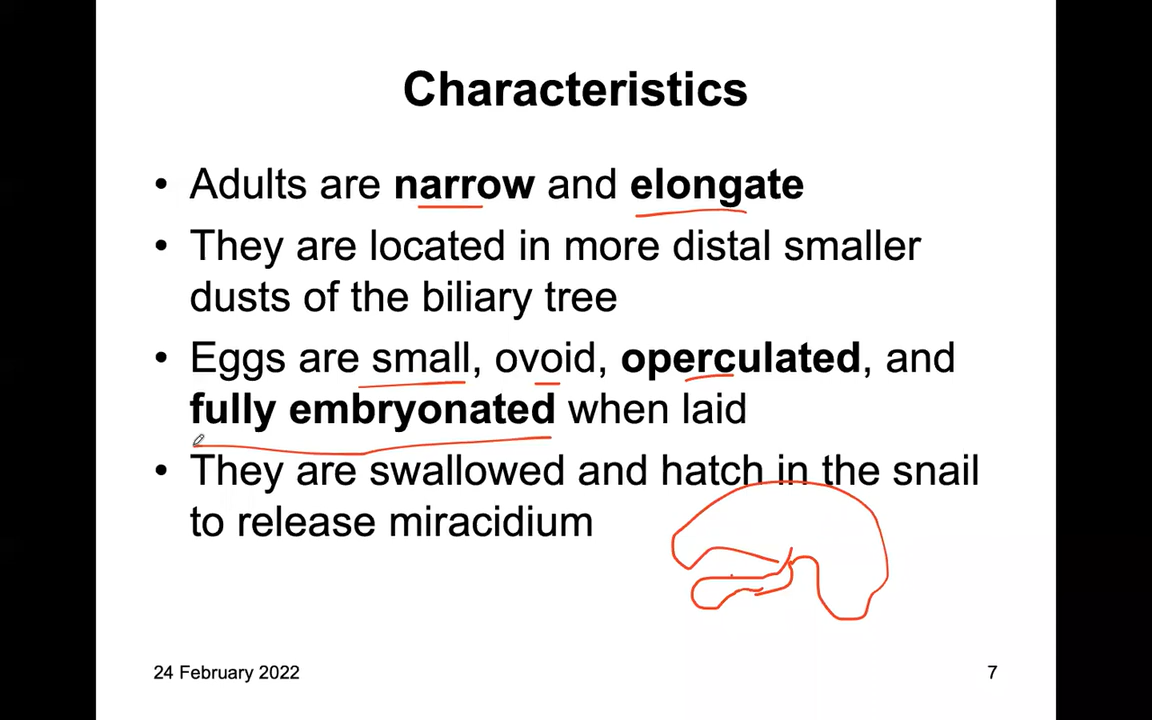 Characteristics
• Adults are narrow and elongate
• They are located in more distal smaller
dusts of the biliary tree
• Eggs are small, ovoid, operculated, and
fully embryonated when laid
• They are swallowed and hatch in the snail
to release miracidium
24 February 2022
7